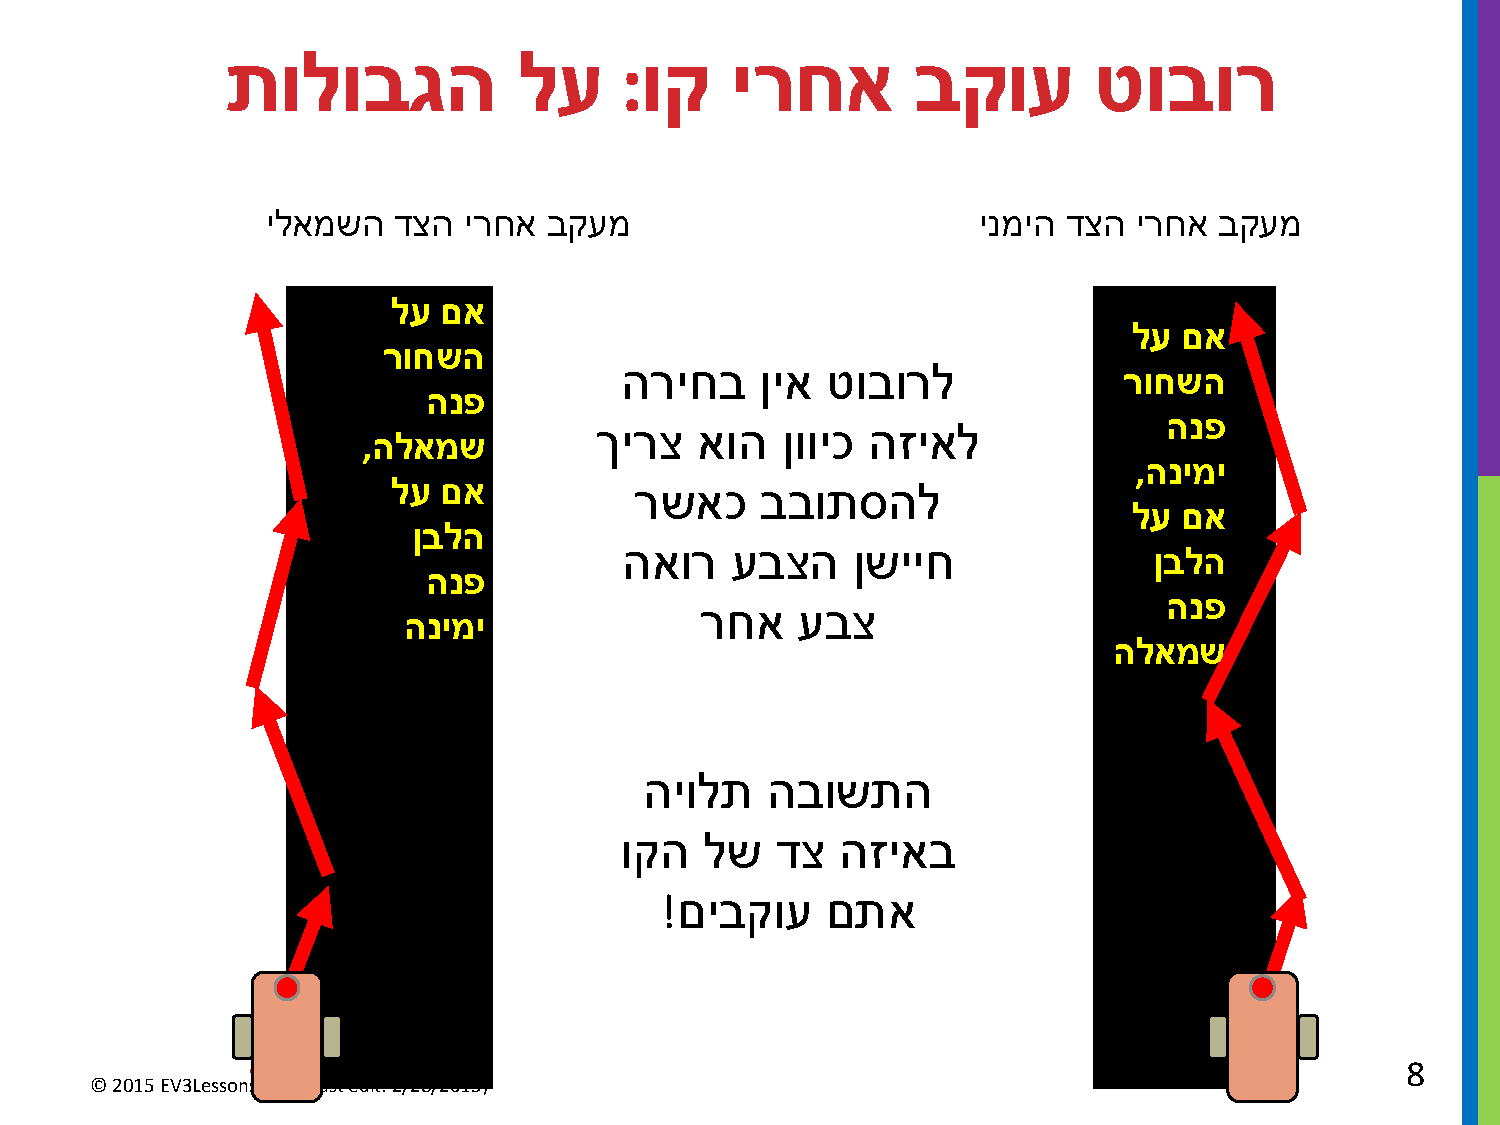 רובוט עוקב אחרי קו: על הגבולות
מעקב אחרי הצד הימני
אם על
השחור
פנה
ימינה,
אם על
הלבן
פנה
שמאלה
לרובוט אין בחירה
לאיזה כיוון הוא צריך
להסתובב כאשר
חיישן הצבע רואה
צבע אחר
התשובה תלויה
באיזה צד של הקו
אתם עוקבים!
מעקב אחרי הצד השמאלי
אם על
השחור
פנה
שמאלה,
אם על
הלבן
פנה
ימינה
© 2015 EV3Lessons
8